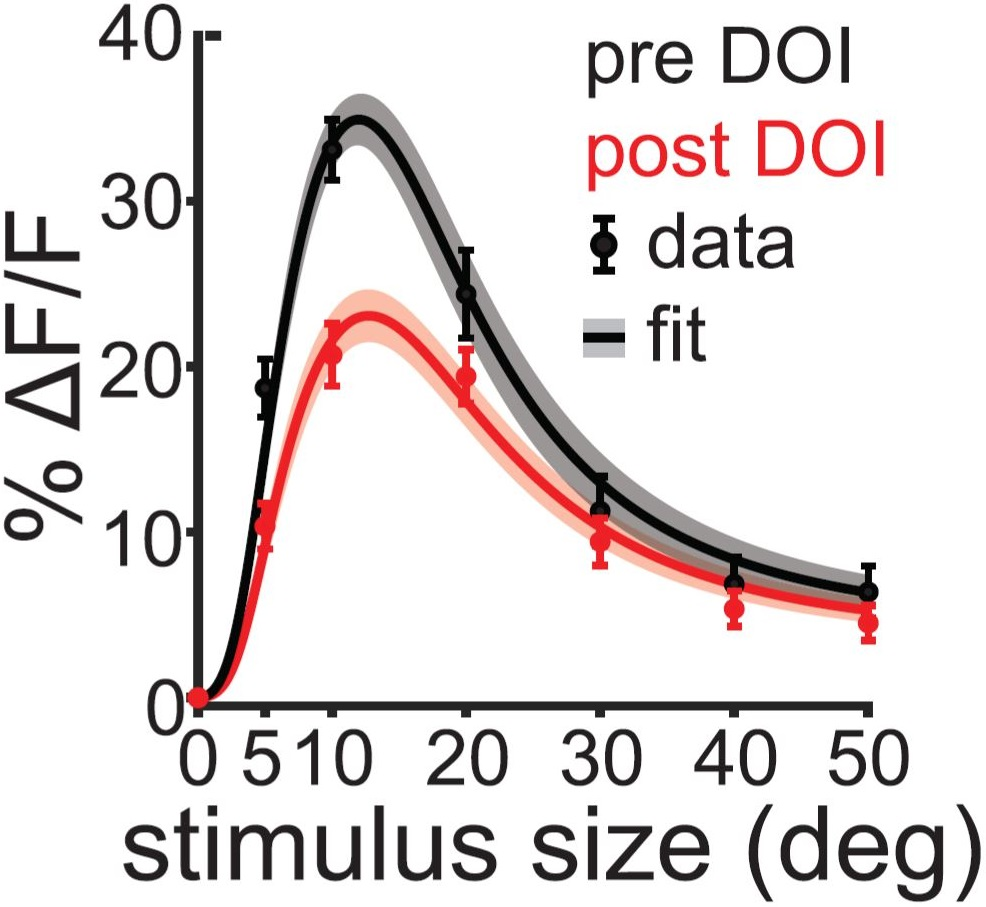 40
30
20
10
0
% ΔF/F
pre DOI
post DOI
data
fit
0 5 10 20 30 40 50
stimulus size (deg)